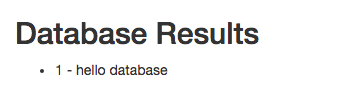 Database Results
1 - hello database